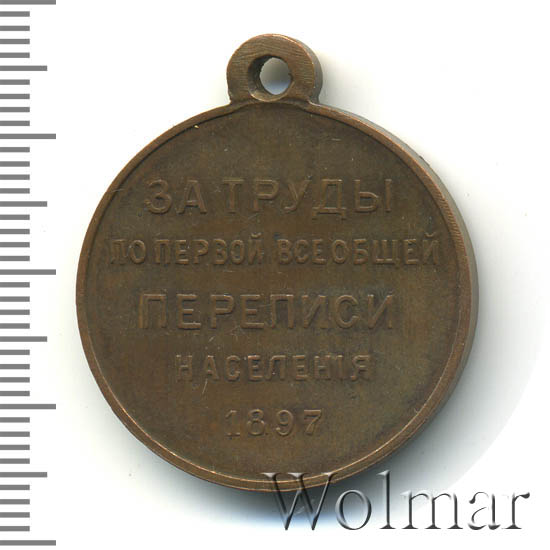 ЗА ТРУДЫ
ПО ПЕРВОЙ ВСЕОБЩЕЙ
ПЕРЕПИСИ
НАСЕЛЕНІЯ
1897
Wolmar